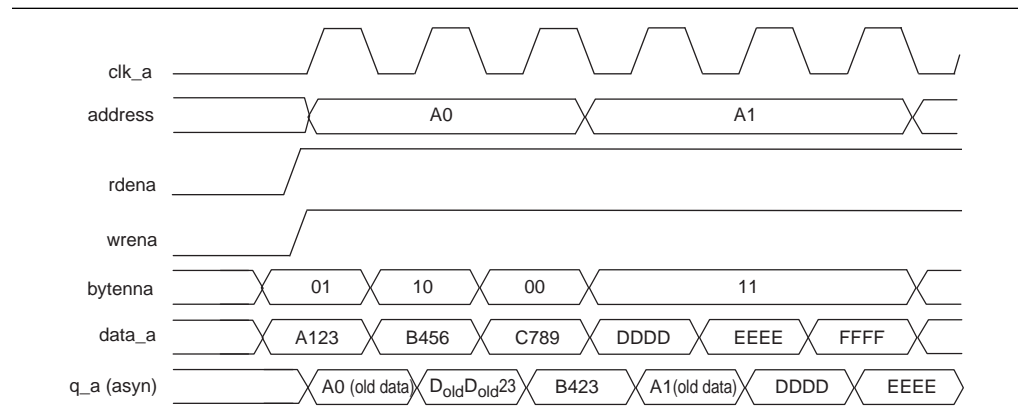 clk_a
address A0 A1
rdena
wrena
bytenna 01 10 00 11
data_a A123 B456 C789 DDDD EEEE FFFF
q_a (asyn) A0 (old data) DoldDold23 B423 A1(old data) DDDD EEEE